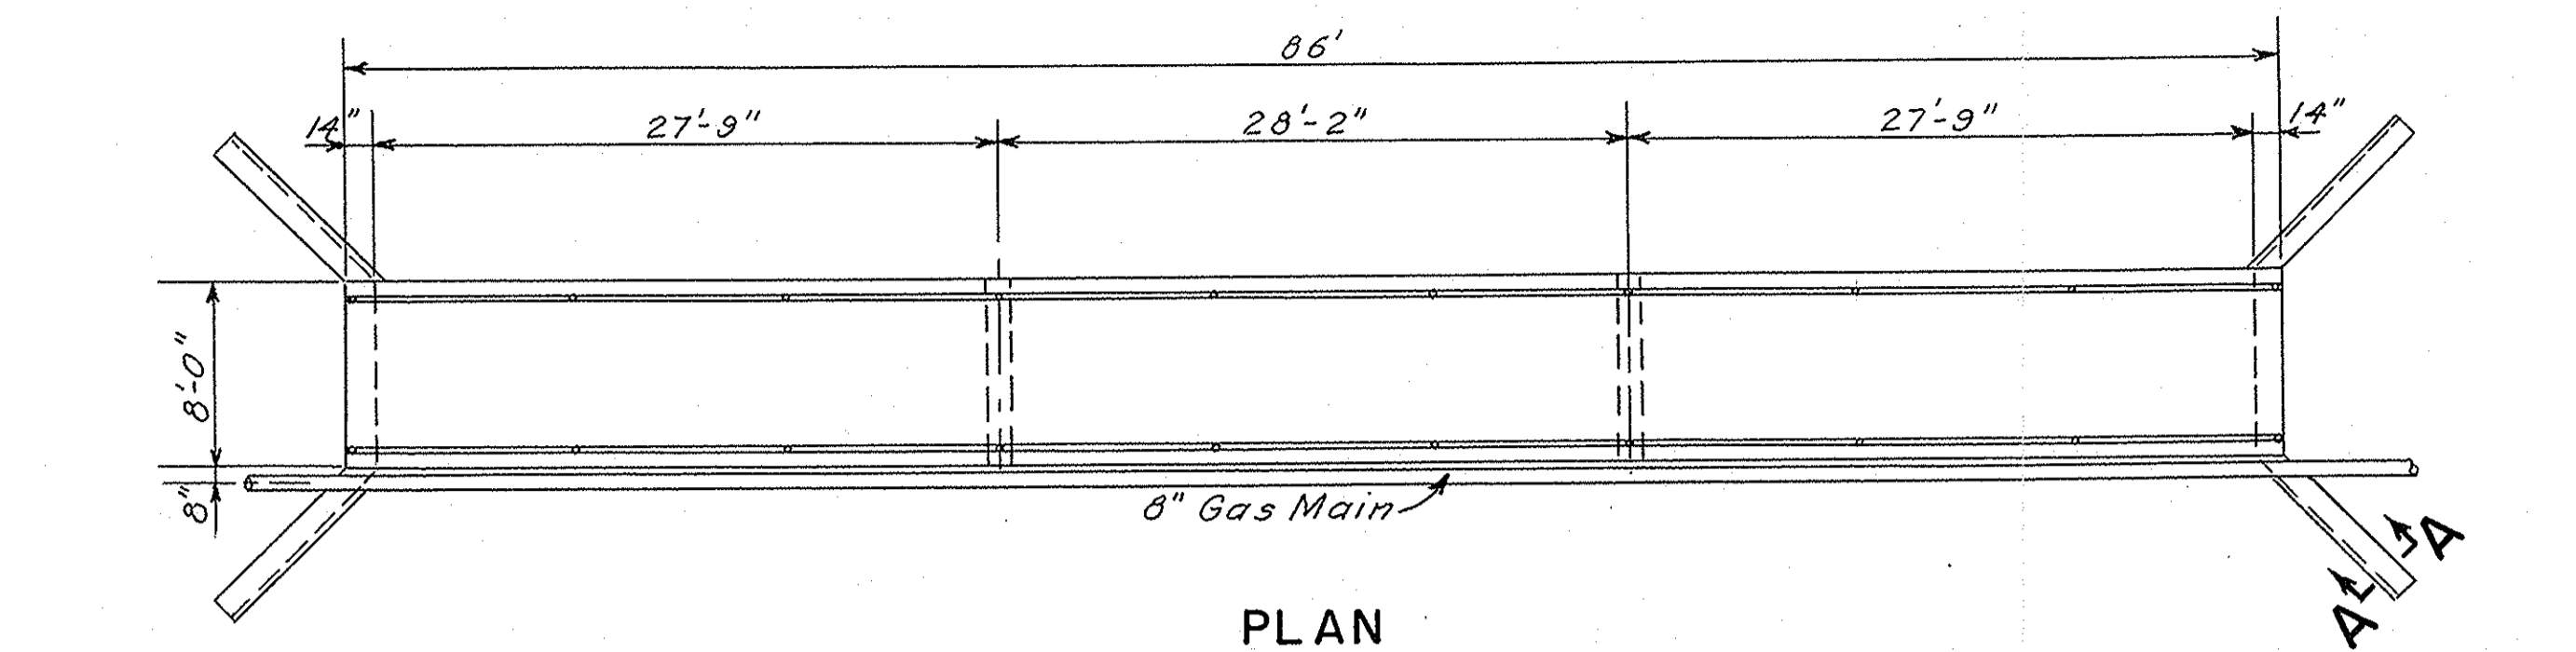 86'
14" 27'-9" 28'-2" 27'-9" 14"
8'-0"
8"
8" Gas Main
A
A
PLAN